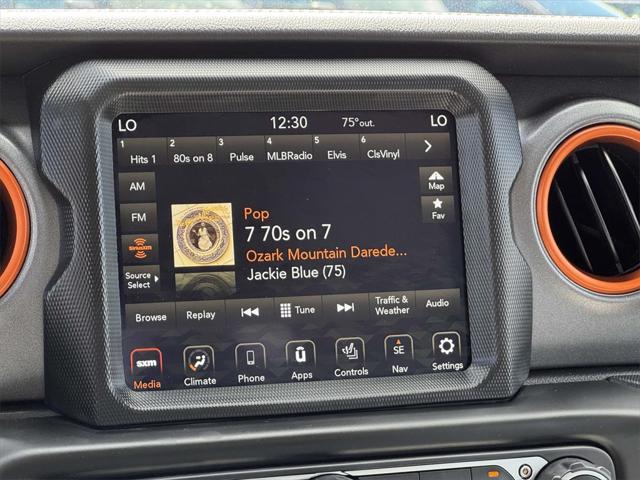 LO 12:30 75°out. LO
1 2 3 4 5 6
Hits 1 80s on 8 Pulse MLBRadio Elvis ClsVinyl
AM
Map
FM
Fav
siriusxm
Source
Select
Pop
7 70s on 7
Ozark Mountain Darede...
Jackie Blue (75)
Browse Replay Tune Traffic &
Weather Audio
sxm SE
Media Climate Phone Apps Controls Nav Settings